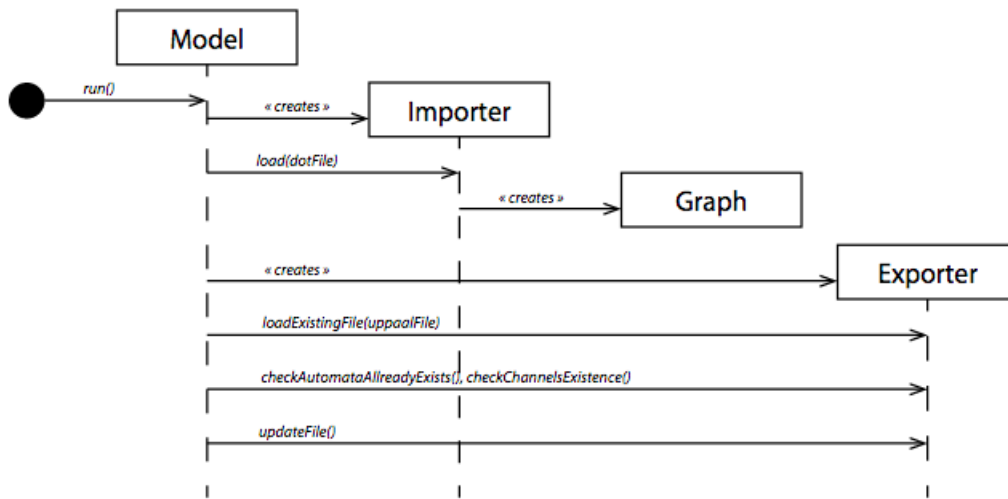 Model
run()
« creates »
Importer
load(dotFile)
« creates »
Graph
« creates »
Exporter
loadExistingFile(uppaalFile)
checkAutomataAllreadyExists(), checkChannelsExistence()
updateFile()